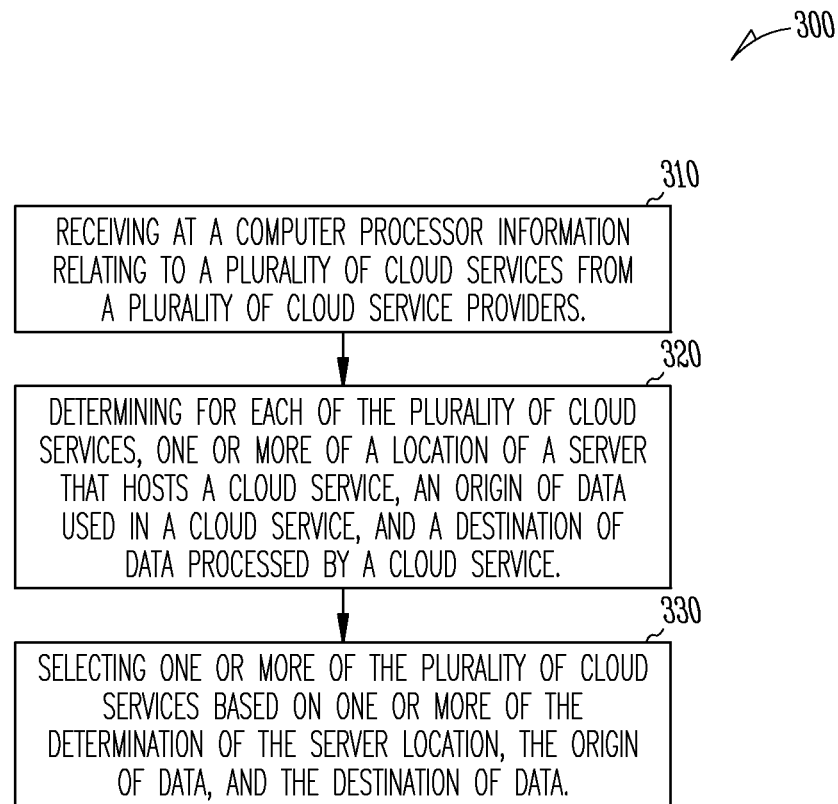 300
310
RECEIVING AT A COMPUTER PROCESSOR INFORMATION
RELATING TO A PLURALITY OF CLOUD SERVICES FROM
A PLURALITY OF CLOUD SERVICE PROVIDERS.
320
DETERMINING FOR EACH OF THE PLURALITY OF CLOUD
SERVICES, ONE OR MORE OF A LOCATION OF A SERVER
THAT HOSTS A CLOUD SERVICE, AN ORIGIN OF DATA
USED IN A CLOUD SERVICE, AND A DESTINATION OF
DATA PROCESSED BY A CLOUD SERVICE.
330
SELECTING ONE OR MORE OF THE PLURALITY OF CLOUD
SERVICES BASED ON ONE OR MORE OF THE
DETERMINATION OF THE SERVER LOCATION, THE ORIGIN
OF DATA, AND THE DESTINATION OF DATA.